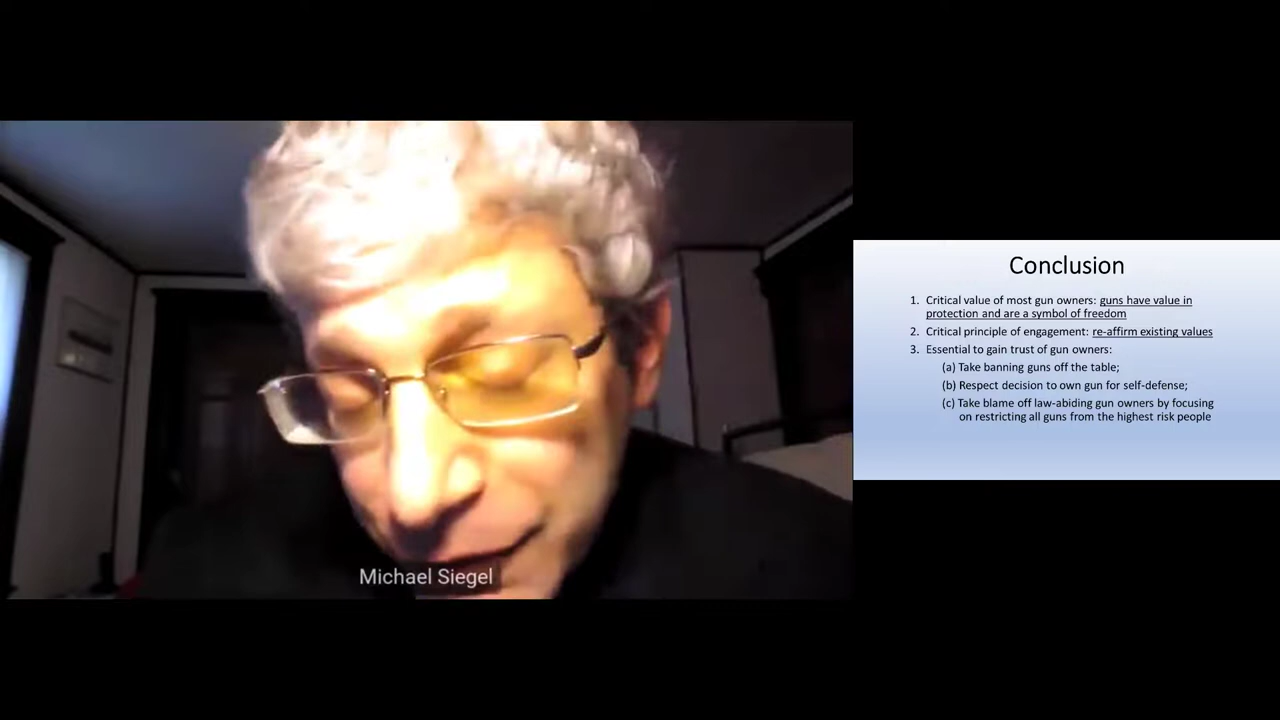 Michael Siegel
Conclusion
1. Critical value of most gun owners: guns have value in
protection and are a symbol of freedom
2. Critical principle of engagement: re-affirm existing values
3. Essential to gain trust of gun owners:
(a) Take banning guns off the table;
(b) Respect decision to own gun for self-defense;
(c) Take blame off law-abiding gun owners by focusing
on restricting all guns from the highest risk people